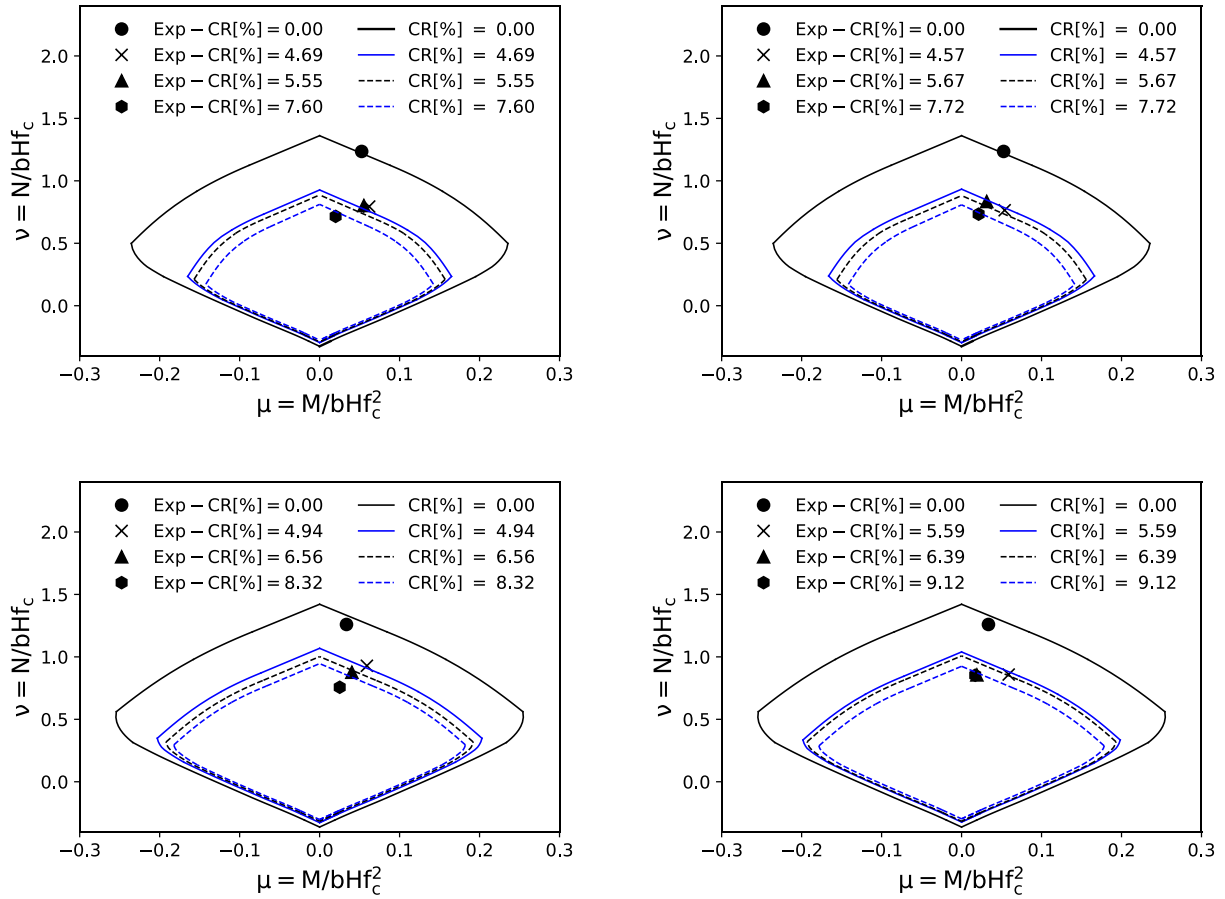 Exp − CR[%] = 0.00 CR[%] = 0.00
Exp − CR[%] = 4.69 CR[%] = 4.69
Exp − CR[%] = 5.55 CR[%] = 5.55
Exp − CR[%] = 7.60 CR[%] = 7.60
2.0
1.5
1.0
0.5
0.0
ν = N/bHf_c
−0.3 −0.2 −0.1 0.0 0.1 0.2 0.3
μ = M/bHf_c^2
Exp − CR[%] = 0.00 CR[%] = 0.00
Exp − CR[%] = 4.57 CR[%] = 4.57
Exp − CR[%] = 5.67 CR[%] = 5.67
Exp − CR[%] = 7.72 CR[%] = 7.72
2.0
1.5
1.0
0.5
0.0
ν = N/bHf_c
−0.3 −0.2 −0.1 0.0 0.1 0.2 0.3
μ = M/bHf_c^2
Exp − CR[%] = 0.00 CR[%] = 0.00
Exp − CR[%] = 4.94 CR[%] = 4.94
Exp − CR[%] = 6.56 CR[%] = 6.56
Exp − CR[%] = 8.32 CR[%] = 8.32
2.0
1.5
1.0
0.5
0.0
ν = N/bHf_c
−0.3 −0.2 −0.1 0.0 0.1 0.2 0.3
μ = M/bHf_c^2
Exp − CR[%] = 0.00 CR[%] = 0.00
Exp − CR[%] = 5.59 CR[%] = 5.59
Exp − CR[%] = 6.39 CR[%] = 6.39
Exp − CR[%] = 9.12 CR[%] = 9.12
2.0
1.5
1.0
0.5
0.0
ν = N/bHf_c
−0.3 −0.2 −0.1 0.0 0.1 0.2 0.3
μ = M/bHf_c^2